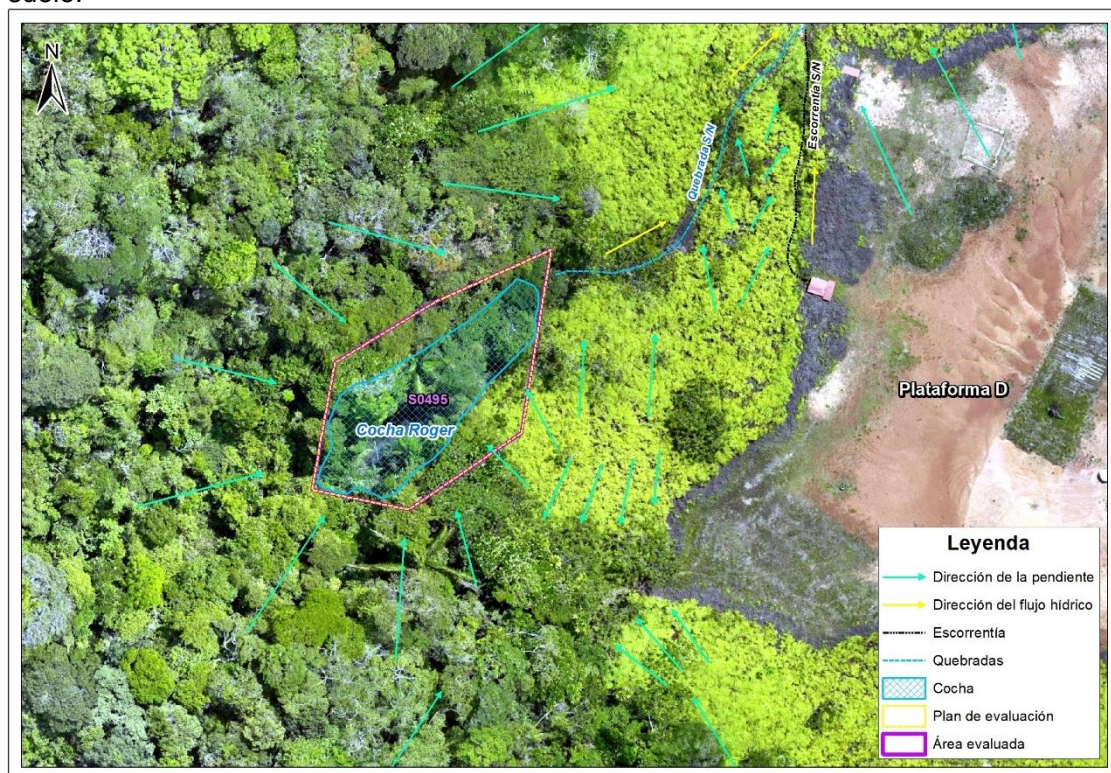 suelo.
N
Escorrentía S/N
Quebrada S/N
Plataforma D
S0495
Cocha Roger
Leyenda
Dirección de la pendiente
Dirección del flujo hídrico
Escorrentía
Quebradas
Cocha
Plan de evaluación
Área evaluada